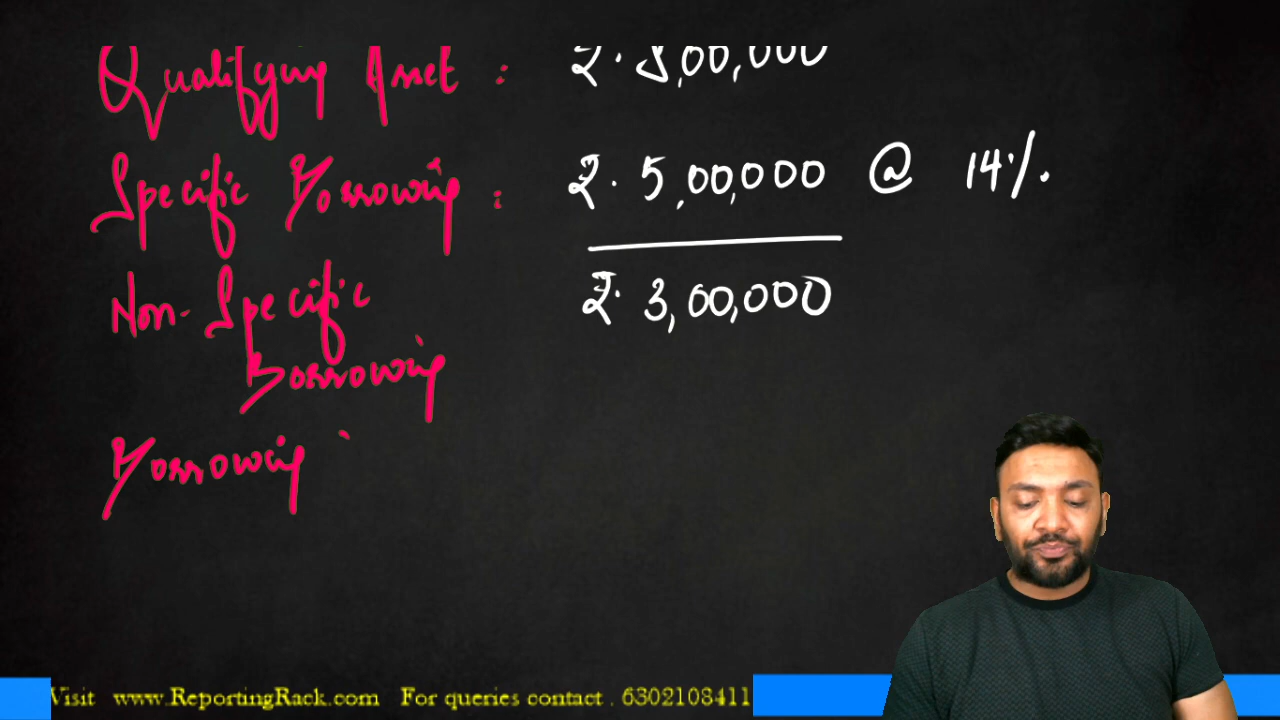 Qualifying Asset : ₹. 8,00,000
Specific Borrowing : ₹. 5,00,000 @ 14%.
Non-Specific ₹. 3,00,000
Borrowing
Borrowing
Visit www.ReportingRack.com For queries contact . 6302108411